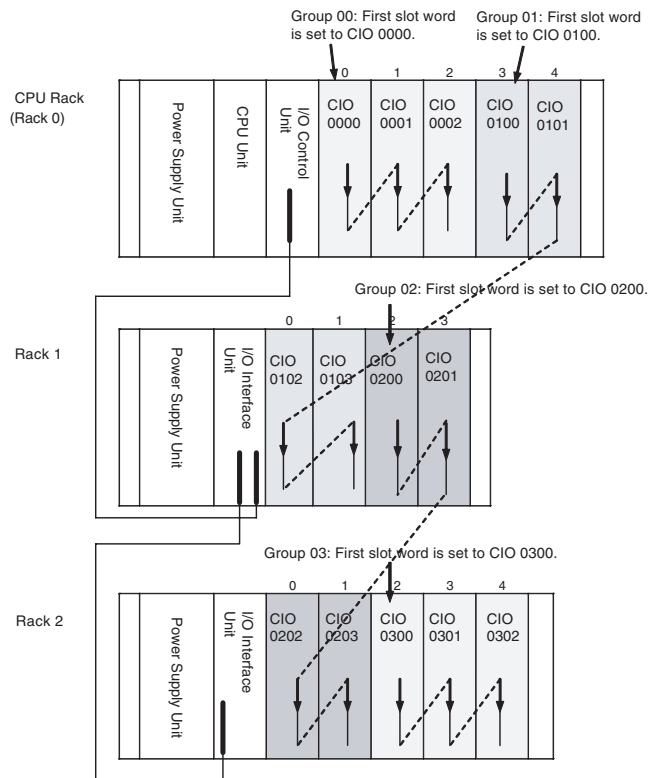 Group 00: First slot word
is set to CIO 0000.
Group 01: First slot word
is set to CIO 0100.
0 1 2 3 4
CPU Rack
(Rack 0)
Power Supply Unit
CPU Unit
I/O Control
Unit
CIO
0000
CIO
0001
CIO
0002
CIO
0100
CIO
0101
Group 02: First slot word is set to CIO 0200.
0 1 2 3
Rack 1
Power Supply Unit
I/O Interface
Unit
CIO
0102
CIO
0103
CIO
0200
CIO
0201
Group 03: First slot word is set to CIO 0300.
0 1 2 3 4
Rack 2
Power Supply Unit
I/O Interface
Unit
CIO
0202
CIO
0203
CIO
0300
CIO
0301
CIO
0302